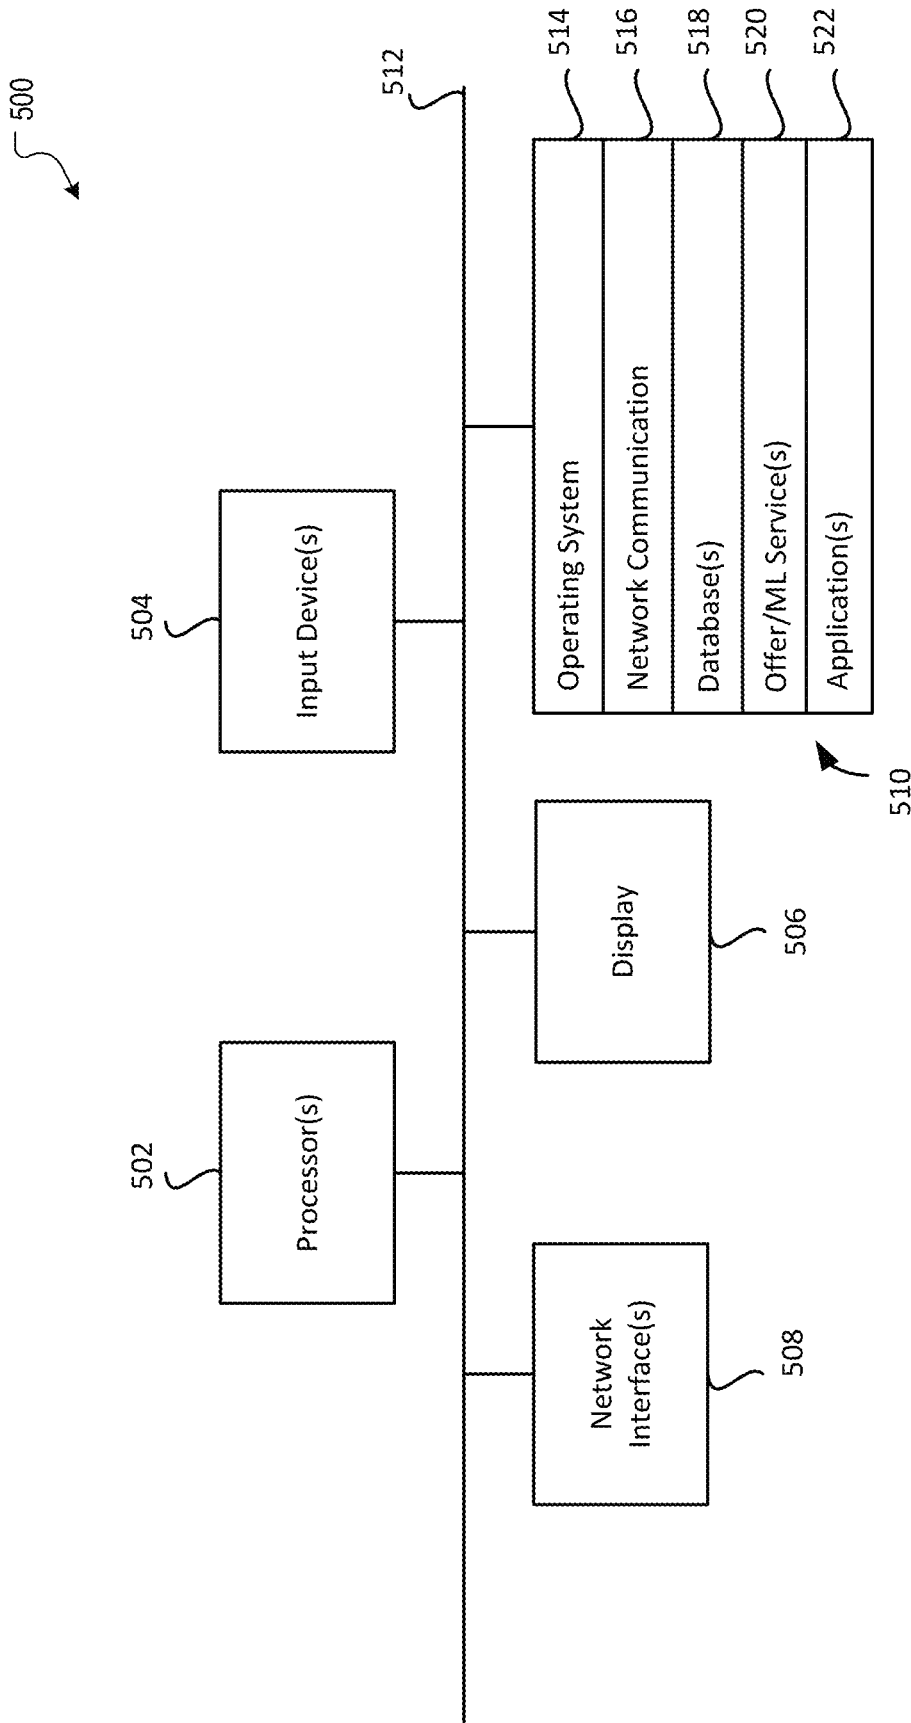 500
502
Processor(s)
504
Input Device(s)
512
Network
Interface(s)
508
Display
506
Operating System
514
Network Communication
516
Database(s)
518
Offer/ML Service(s)
520
Application(s)
522
510